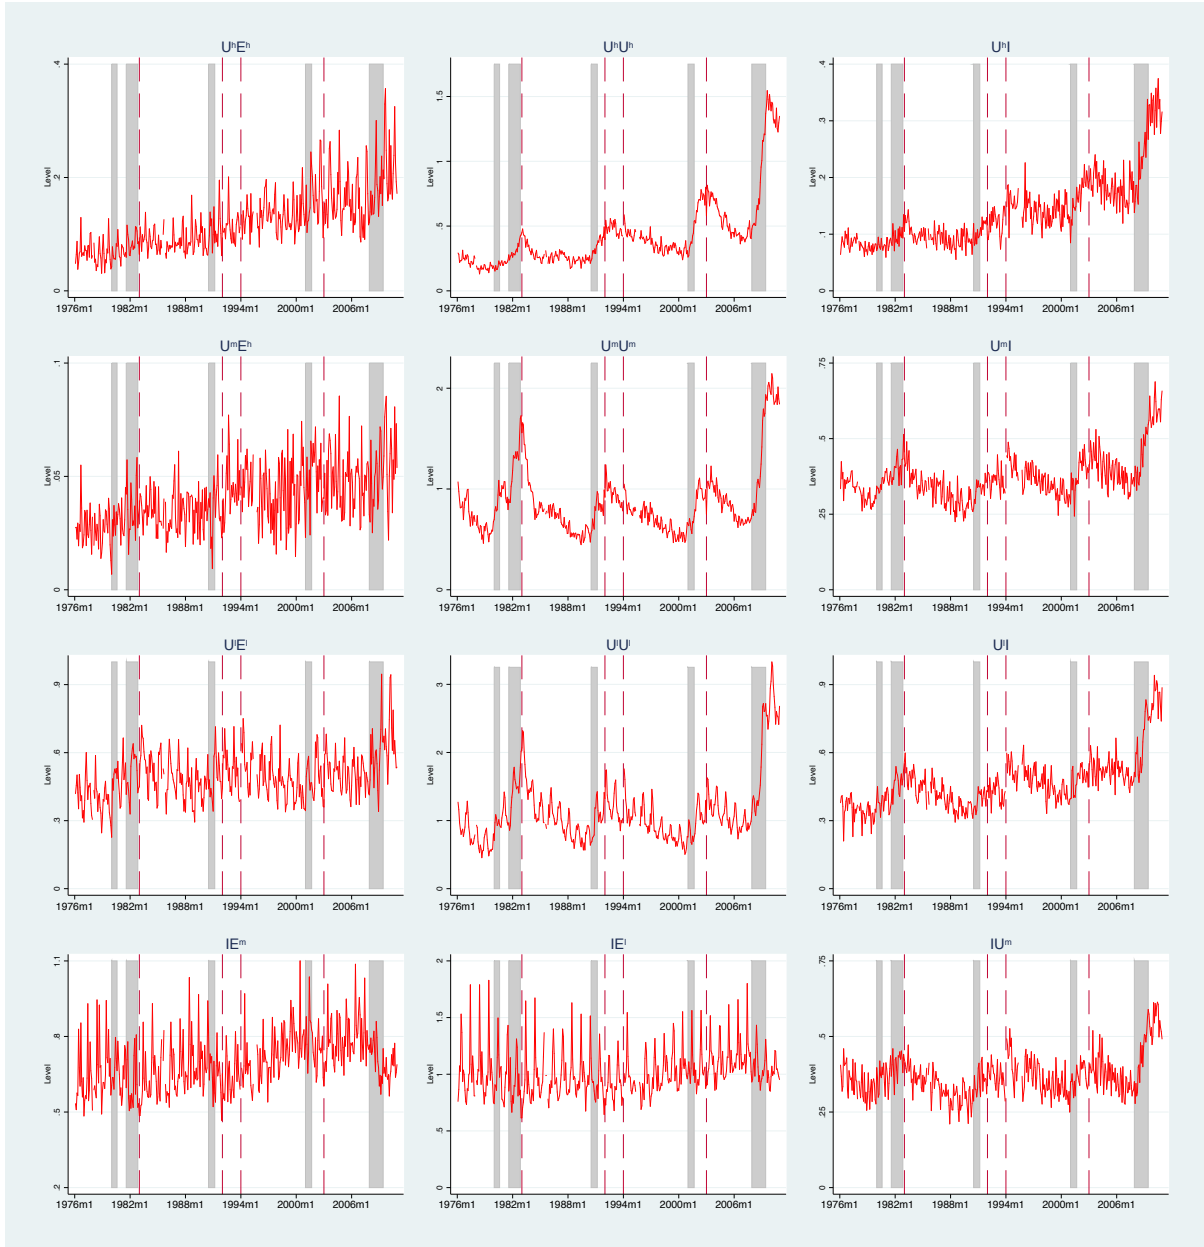 UʰEʰ UʰUʰ UʰI
Level Level Level
.4 1.5 .4
.3
.2 1 .2
.5 .1
0 0 0
1976m1 1982m1 1988m1 1994m1 2000m1 2006m1 1976m1 1982m1 1988m1 1994m1 2000m1 2006m1 1976m1 1982m1 1988m1 1994m1 2000m1 2006m1
UᵐEʰ UᵐUᵐ UᵐI
Level Level Level
.1 2 .75
.5
.05 1 .25
0 0 0
1976m1 1982m1 1988m1 1994m1 2000m1 2006m1 1976m1 1982m1 1988m1 1994m1 2000m1 2006m1 1976m1 1982m1 1988m1 1994m1 2000m1 2006m1
UˡEˡ UˡUˡ UˡI
Level Level Level
.9 3 .9
.6 2 .6
.3 1 .3
0 0 0
1976m1 1982m1 1988m1 1994m1 2000m1 2006m1 1976m1 1982m1 1988m1 1994m1 2000m1 2006m1 1976m1 1982m1 1988m1 1994m1 2000m1 2006m1
IEᵐ IEˡ IUᵐ
Level Level Level
1.1 2 .75
.8 1.5 .5
1
.5 .5 .25
.2 0 0
1976m1 1982m1 1988m1 1994m1 2000m1 2006m1 1976m1 1982m1 1988m1 1994m1 2000m1 2006m1 1976m1 1982m1 1988m1 1994m1 2000m1 2006m1